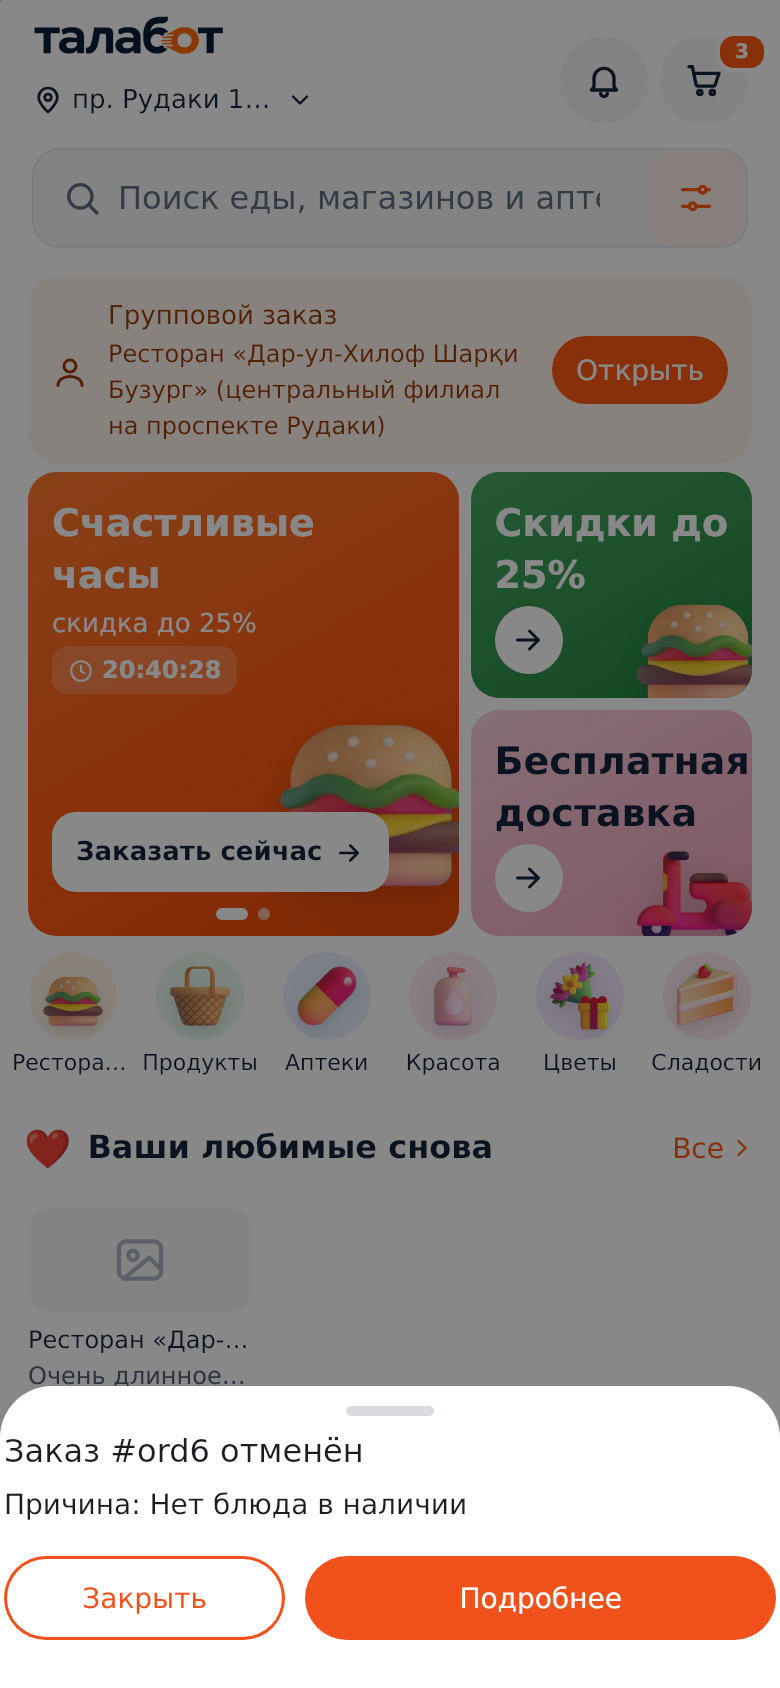 талабот
пр. Рудаки 1...
3
Поиск еды, магазинов и апте
Групповой заказ
Ресторан «Дар-ул-Хилоф Шарқи
Бузург» (центральный филиал
на проспекте Рудаки)
Открыть
Счастливые
часы
скидка до 25%
20:40:28
Заказать сейчас
Скидки до
25%
Бесплатная
доставка
Рестора...
Продукты
Аптеки
Красота
Цветы
Сладости
Ваши любимые снова
Все
Ресторан «Дар-...
Очень длинное...
Заказ #ord6 отменён
Причина: Нет блюда в наличии
Закрыть
Подробнее